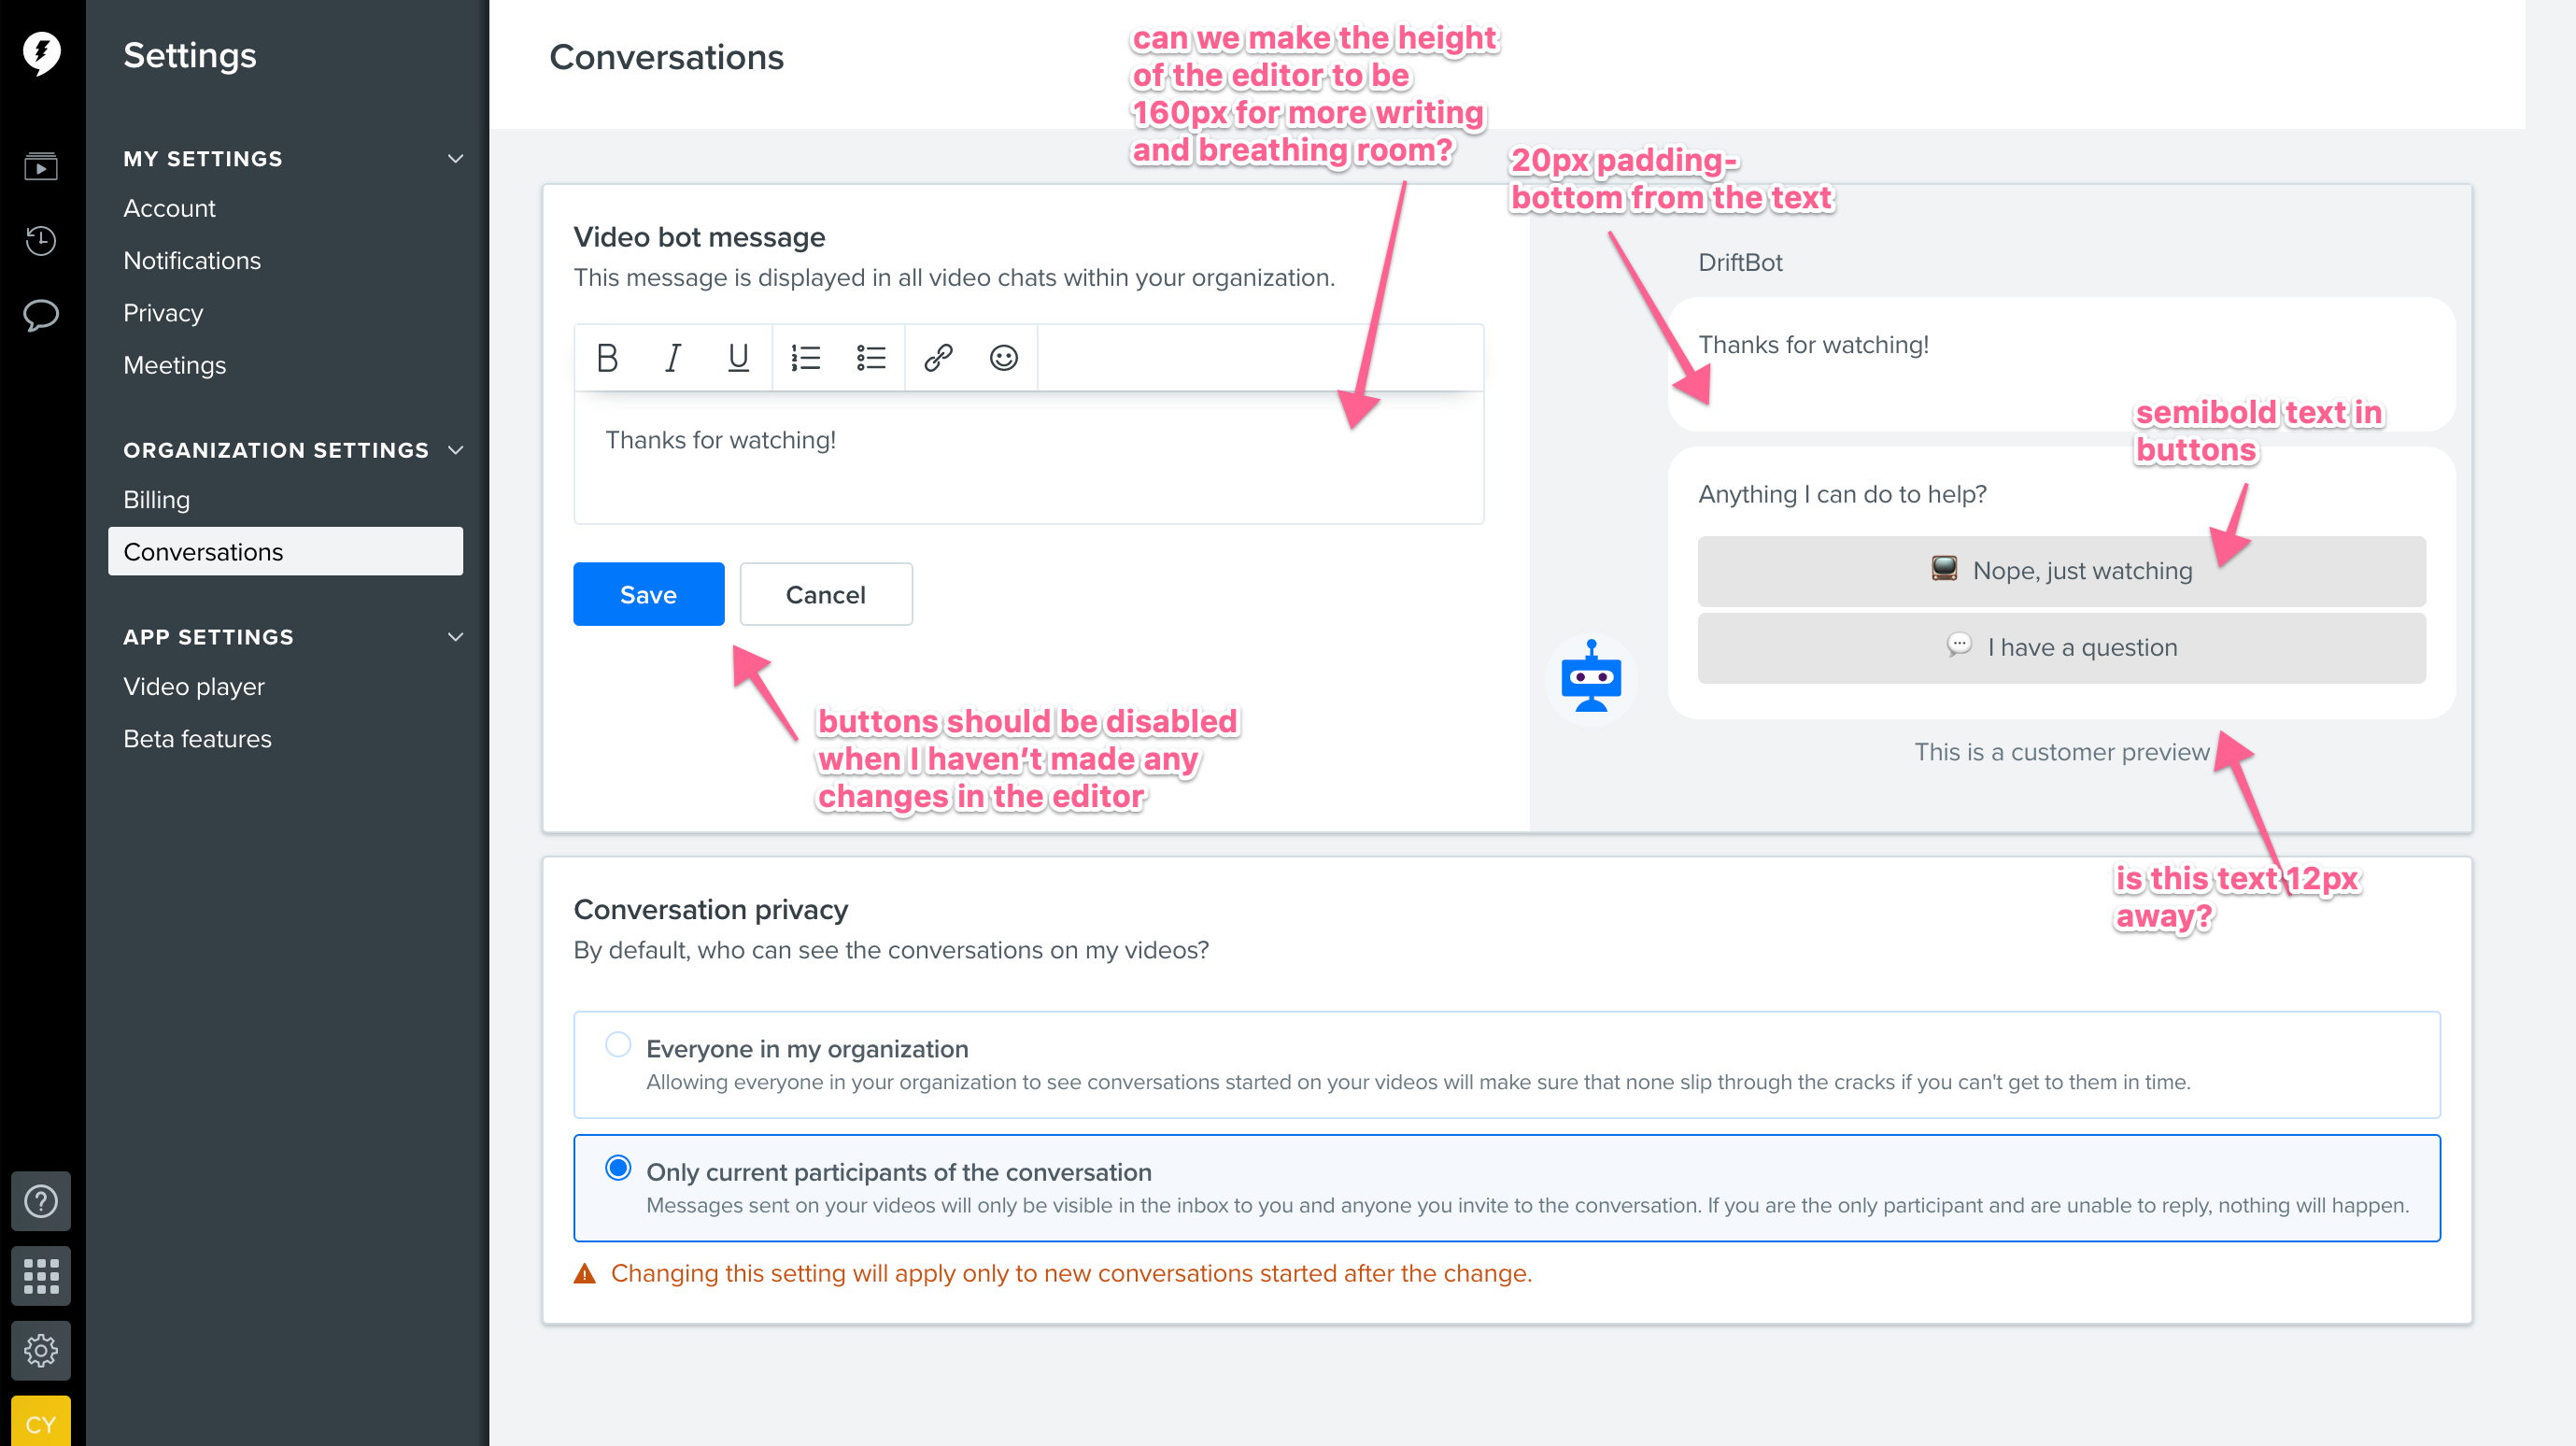 Settings
MY SETTINGS
Account
Notifications
Privacy
Meetings
ORGANIZATION SETTINGS
Billing
Conversations
APP SETTINGS
Video player
Beta features
CY
Conversations
can we make the height
of the editor to be
160px for more writing
and breathing room?
20px padding-
bottom from the text
Video bot message
This message is displayed in all video chats within your organization.
B I U
Thanks for watching!
Save
Cancel
buttons should be disabled
when I haven’t made any
changes in the editor
DriftBot
Thanks for watching!
semibold text in
buttons
Anything I can do to help?
Nope, just watching
I have a question
This is a customer preview
is this text 12px
away?
Conversation privacy
By default, who can see the conversations on my videos?
Everyone in my organization
Allowing everyone in your organization to see conversations started on your videos will make sure that none slip through the cracks if you can't get to them in time.
Only current participants of the conversation
Messages sent on your videos will only be visible in the inbox to you and anyone you invite to the conversation. If you are the only participant and are unable to reply, nothing will happen.
Changing this setting will apply only to new conversations started after the change.